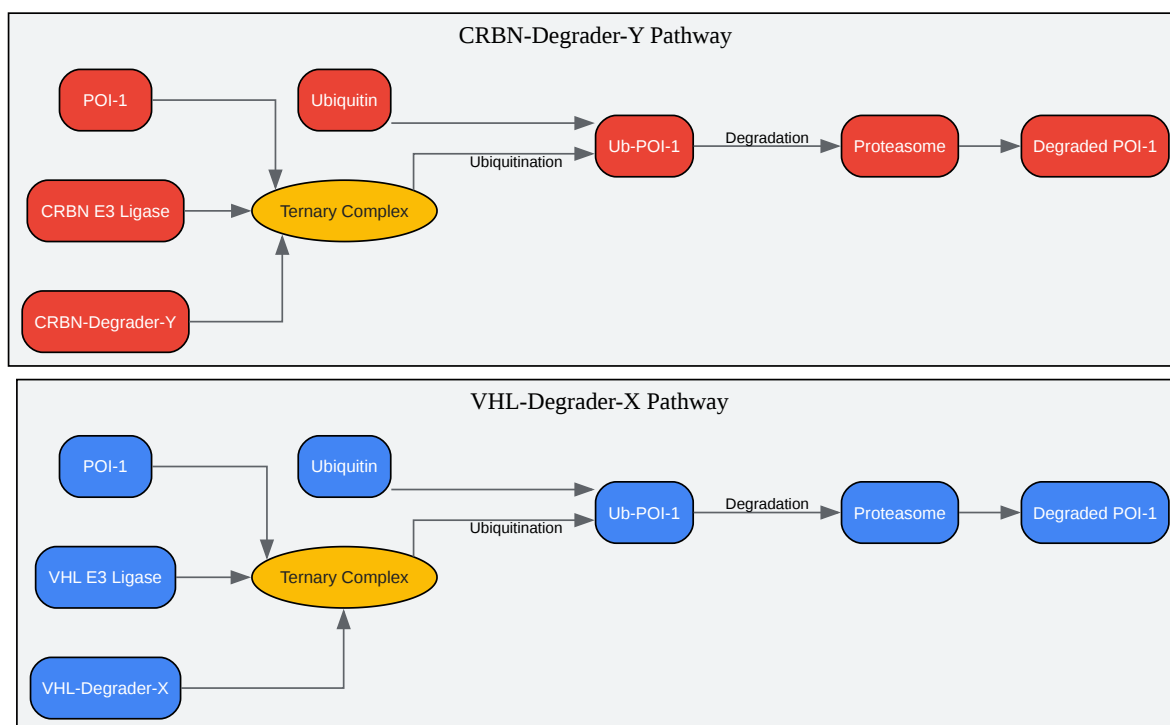 CRBN-Degrader-Y Pathway
POI-1
Ubiquitin
Ub-POI-1
Degradation
Proteasome
Degraded POI-1
Ubiquitination
CRBN E3 Ligase
Ternary Complex
CRBN-Degrader-Y
VHL-Degrader-X Pathway
POI-1
Ubiquitin
Ub-POI-1
Degradation
Proteasome
Degraded POI-1
Ubiquitination
VHL E3 Ligase
Ternary Complex
VHL-Degrader-X